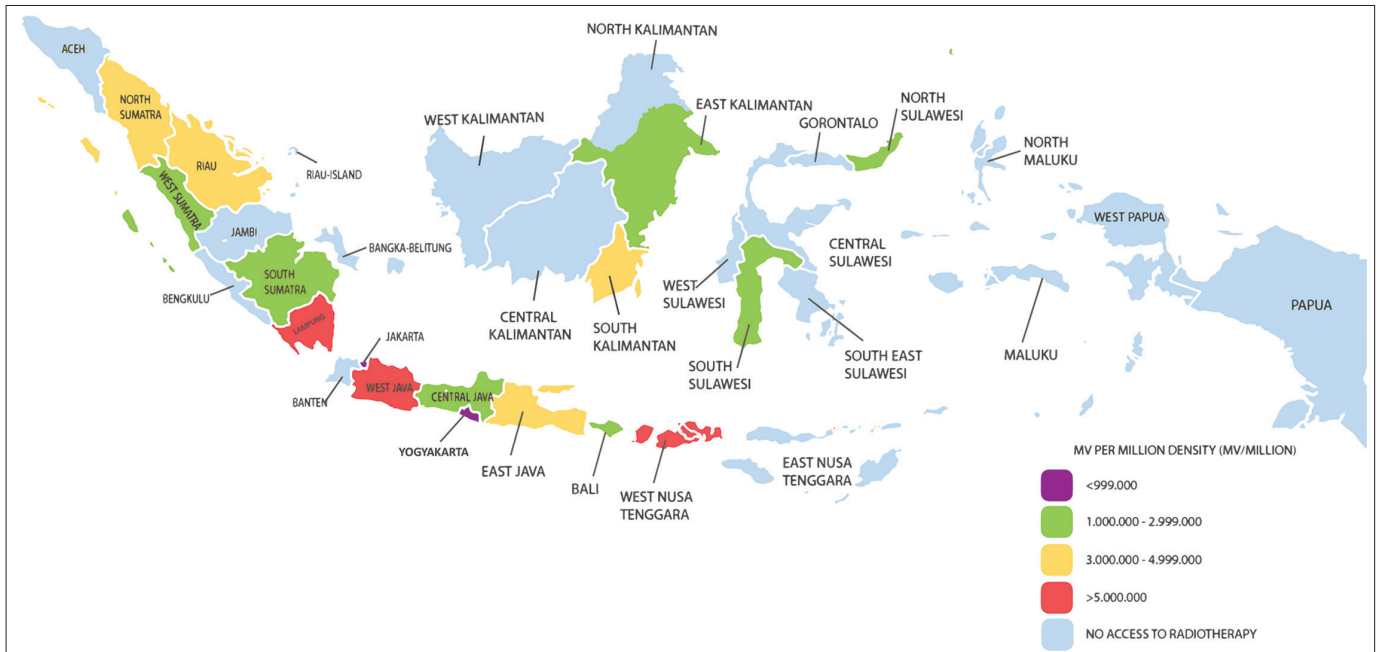 NORTH KALIMANTAN
ACEH
NORTH
SUMATRA
WEST KALIMANTAN
EAST KALIMANTAN
NORTH
SULAWESI
GORONTALO
NORTH
MALUKU
RIAU
RIAU-ISLAND
WEST SUMATRA
WEST PAPUA
JAMBI
BANGKA-BELITUNG
CENTRAL
SULAWESI
SOUTH
SUMATRA
BENGKULU
WEST
SULAWESI
PAPUA
CENTRAL
KALIMANTAN
SOUTH
KALIMANTAN
LAMPUNG
JAKARTA
SOUTH EAST
SULAWESI
MALUKU
SOUTH
SULAWESI
WEST JAVA
CENTRAL JAVA
BANTEN
YOGYAKARTA
EAST JAVA
BALI
WEST NUSA
TENGGARA
EAST NUSA
TENGGARA
MV PER MILLION DENSITY (MV/MILLION)
<999.000
1.000.000 - 2.999.000
3.000.000 - 4.999.000
>5.000.000
NO ACCESS TO RADIOTHERAPY